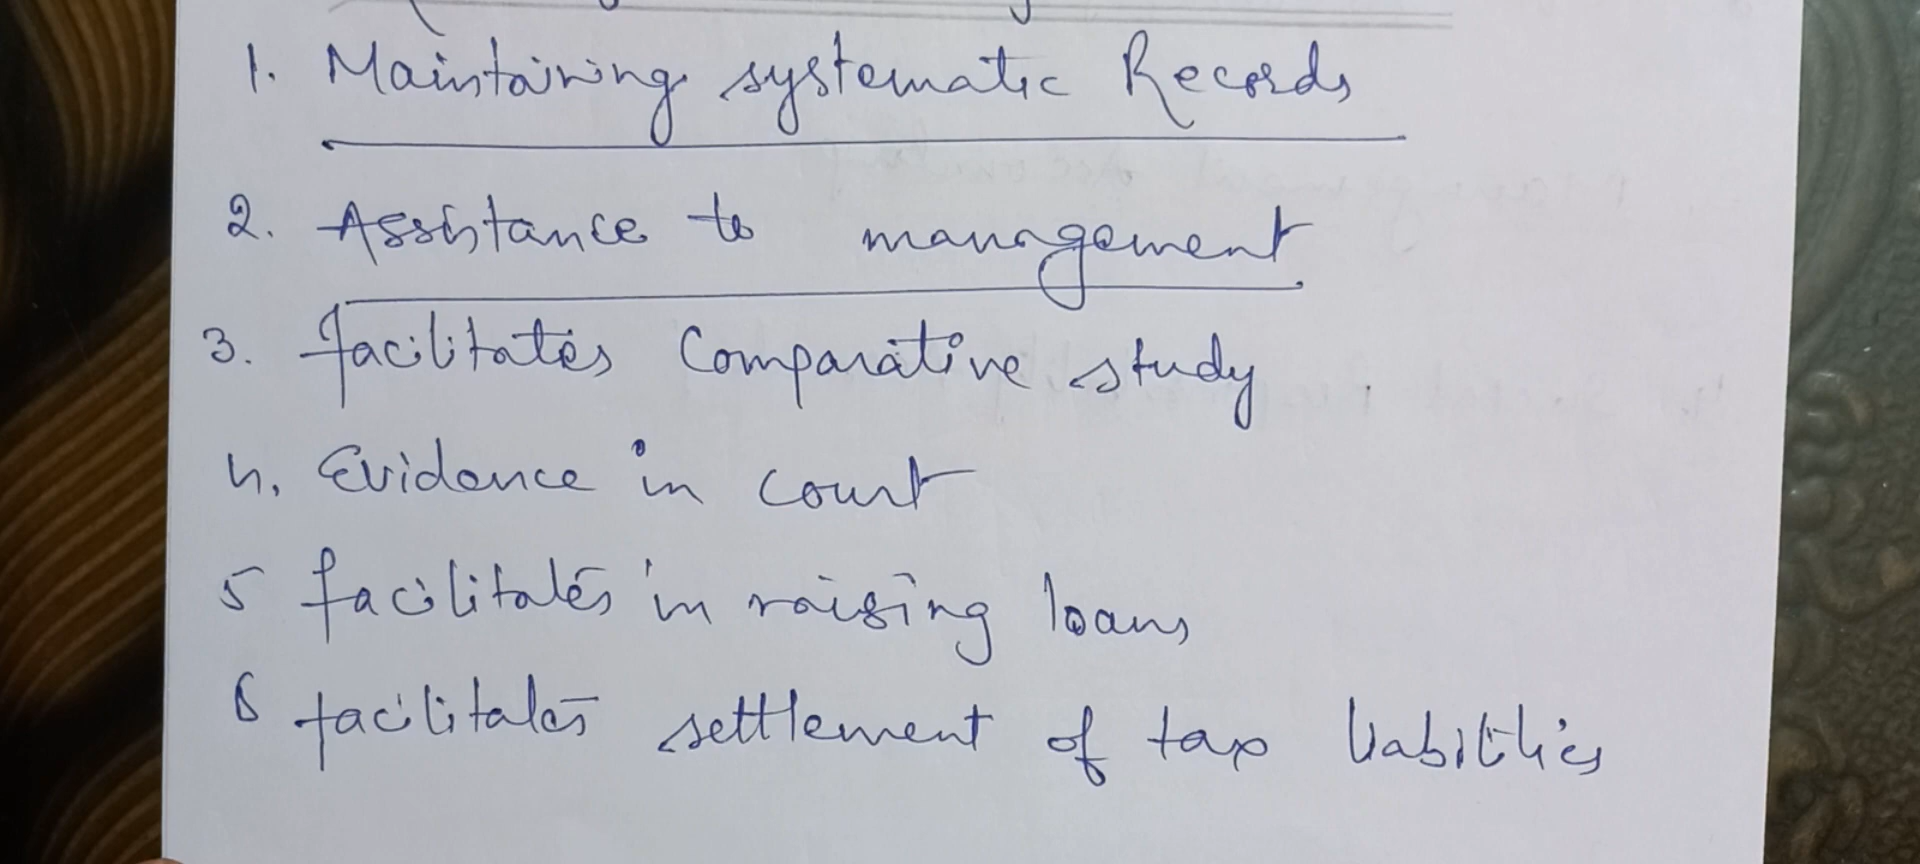 1. Maintaining systematic Records
2. Assistance to management
3. facilitates Comparative study
4. Evidence in court
5 facilitates in raising loans
6 facilitates settlement of tax liabilities